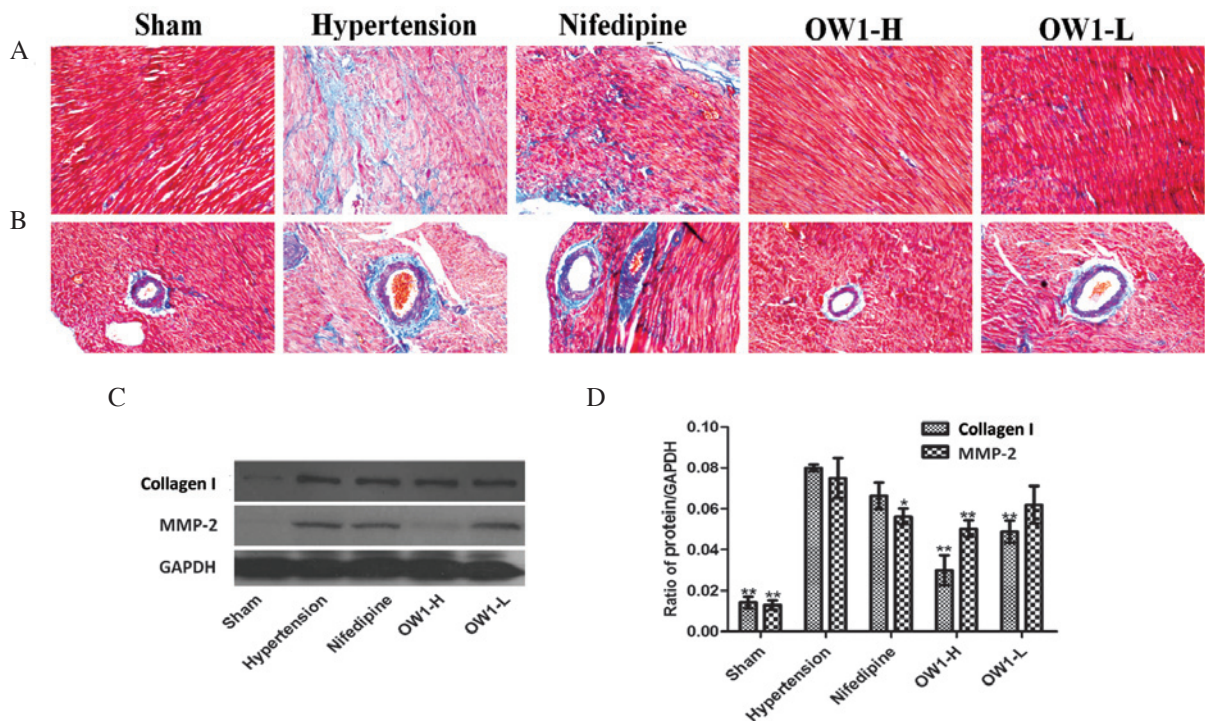 Sham Hypertension Nifedipine OW1-H OW1-L
A
B
C
Collagen I
MMP-2
GAPDH
Sham Hypertension Nifedipine OW1-H OW1-L
D
Collagen I
MMP-2
Ratio of protein/GAPDH
0.10
0.08
0.06
0.04
0.02
0.00
** ** * ** ** **
Sham Hypertension Nifedipine OW1-H OW1-L